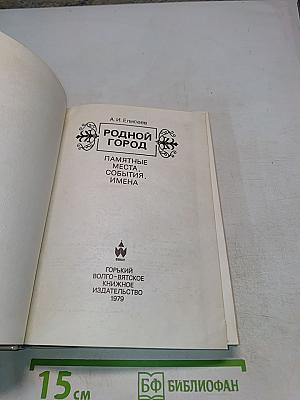 А. И. Елисеев
РОДНОЙ
ГОРОД
ПАМЯТНЫЕ
МЕСТА,
СОБЫТИЯ,
ИМЕНА
ГОРЬКИЙ
ВОЛГО-ВЯТСКОЕ
КНИЖНОЕ
ИЗДАТЕЛЬСТВО
1979
15 см
БФ БИБЛИОФАН